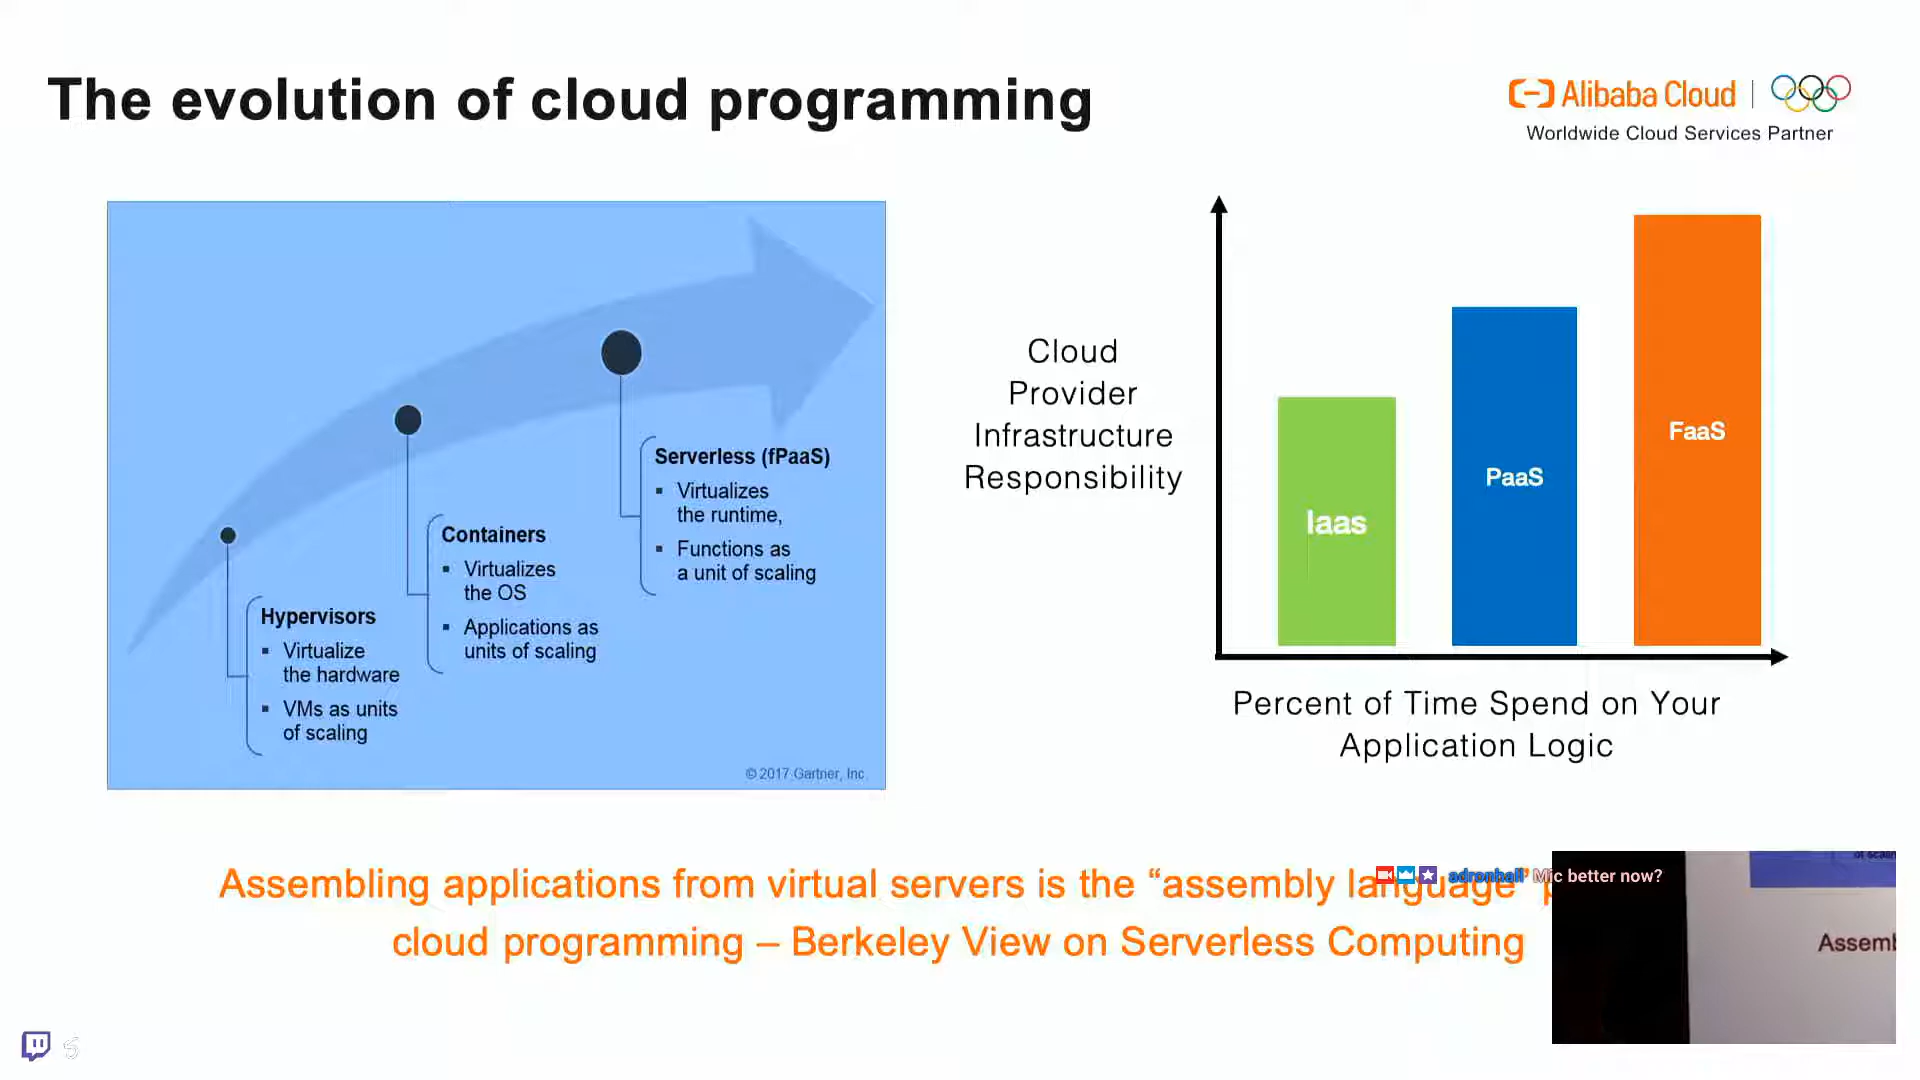 The evolution of cloud programming
Alibaba Cloud
Worldwide Cloud Services Partner
Hypervisors
▪ Virtualize
the hardware
▪ VMs as units
of scaling
Containers
▪ Virtualizes
the OS
▪ Applications as
units of scaling
Serverless (fPaaS)
▪ Virtualizes
the runtime,
▪ Functions as
a unit of scaling
© 2017 Gartner, Inc.
Cloud
Provider
Infrastructure
Responsibility
Iaas
PaaS
FaaS
Percent of Time Spend on Your
Application Logic
Assembling applications from virtual servers is the “assembly language”
cloud programming – Berkeley View on Serverless Computing
adronhall Mic better now?